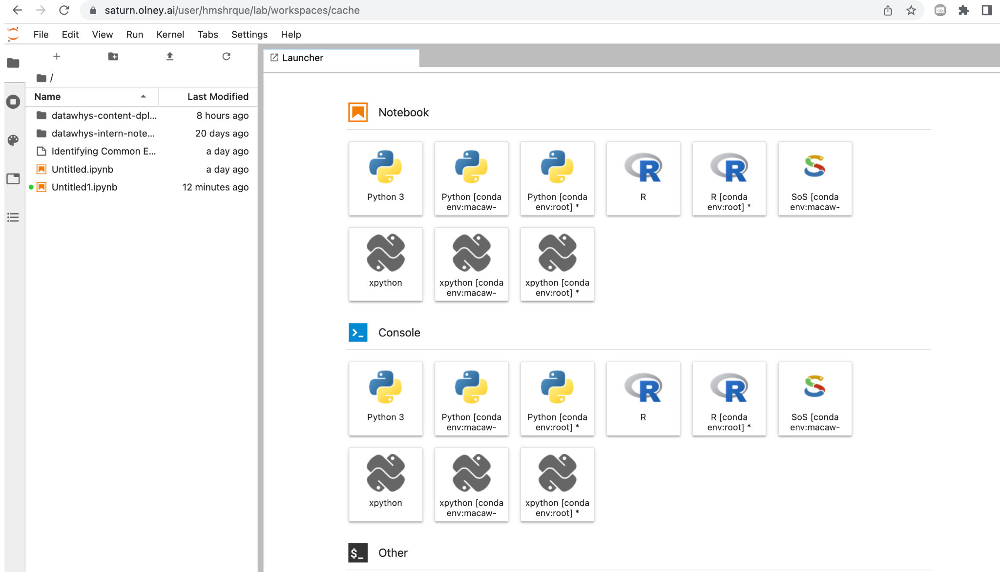 saturn.olney.ai/user/hmshrque/lab/workspaces/cache
File Edit View Run Kernel Tabs Settings Help
Launcher
/
Name Last Modified
datawhys-content-dpl... 8 hours ago
datawhys-intern-note... 20 days ago
Identifying Common E... a day ago
Untitled.ipynb a day ago
Untitled1.ipynb 12 minutes ago
Notebook
Python 3
Python [conda
env:macaw-
Python [conda
env:root] *
R
R [conda
env:root] *
SoS [conda
env:macaw-
xpython
xpython [conda
env:macaw-
xpython [conda
env:root] *
>_ Console
Python 3
Python [conda
env:macaw-
Python [conda
env:root] *
R
R [conda
env:root] *
SoS [conda
env:macaw-
xpython
xpython [conda
env:macaw-
xpython [conda
env:root] *
$_ Other